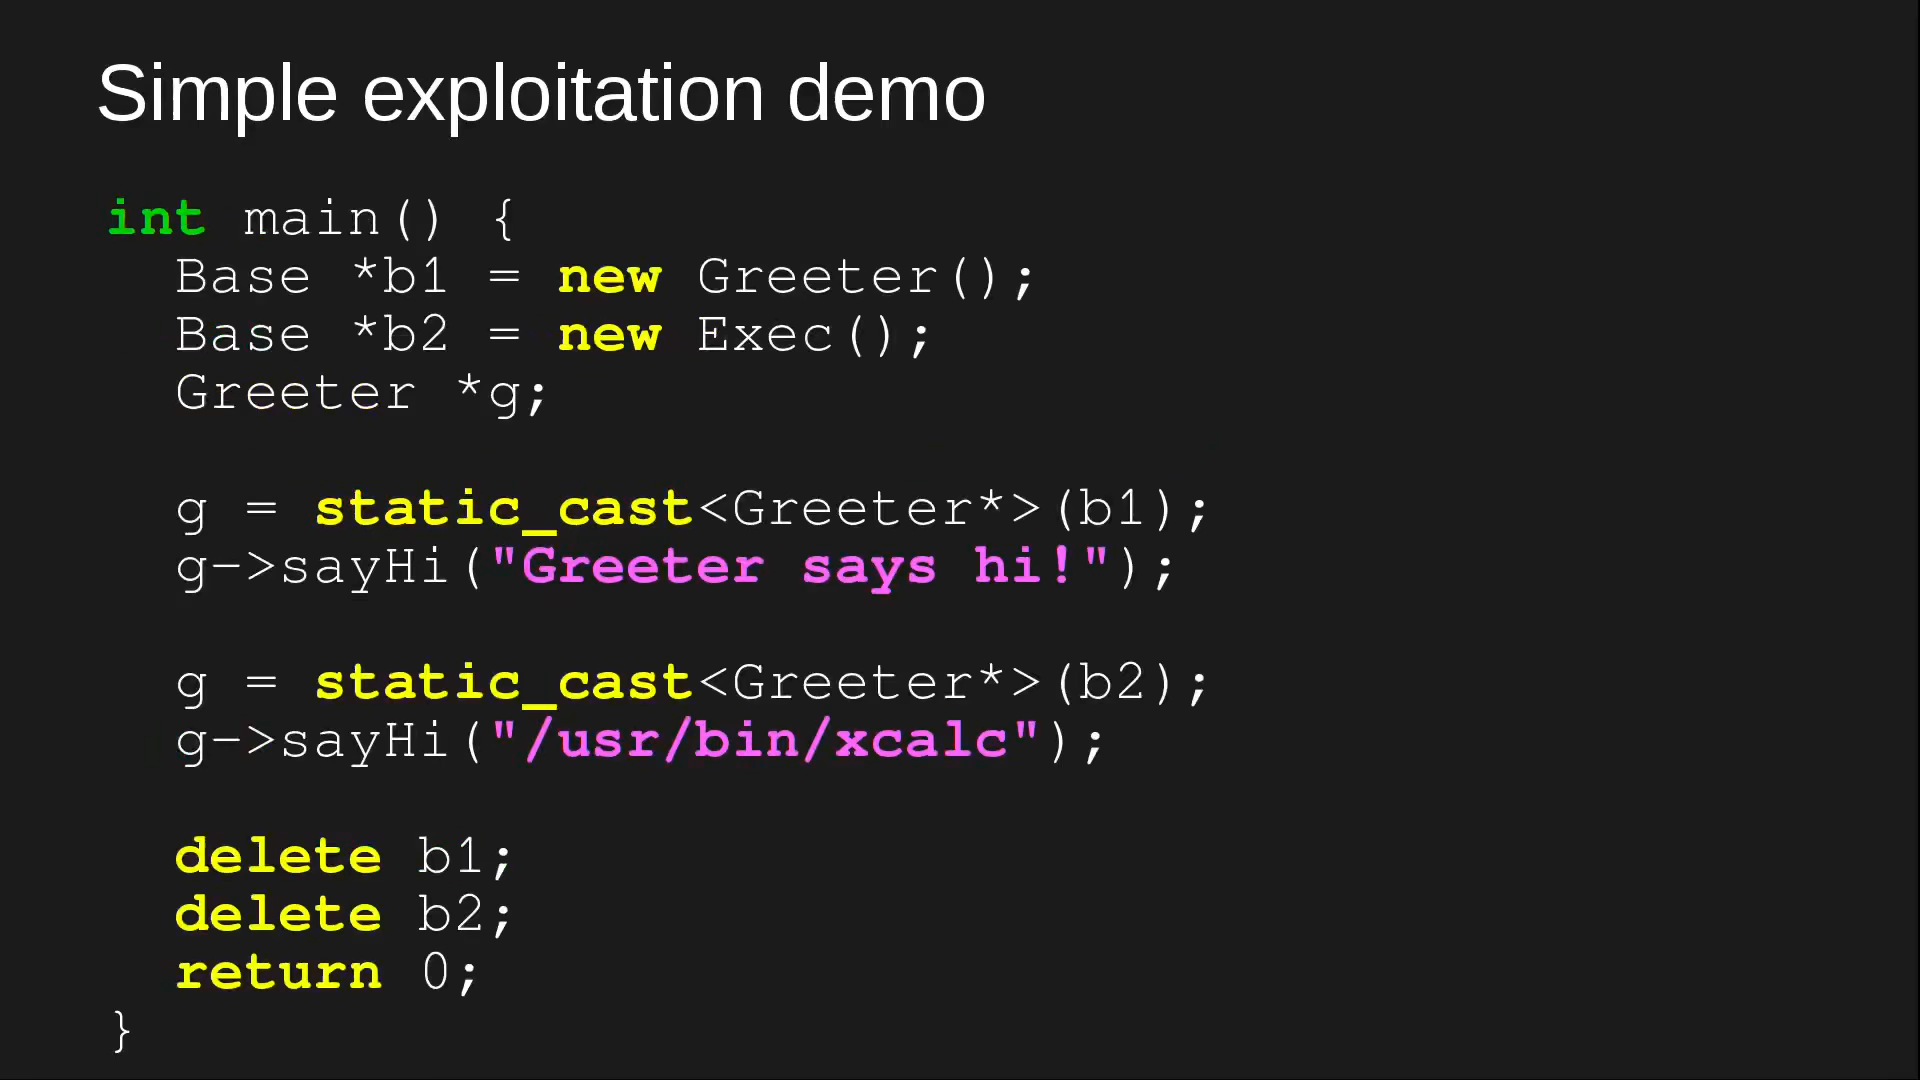 Simple exploitation demo
int main() {
Base *b1 = new Greeter();
Base *b2 = new Exec();
Greeter *g;
g = static_cast<Greeter*>(b1);
g->sayHi("Greeter says hi!");
g = static_cast<Greeter*>(b2);
g->sayHi("/usr/bin/xcalc");
delete b1;
delete b2;
return 0;
}